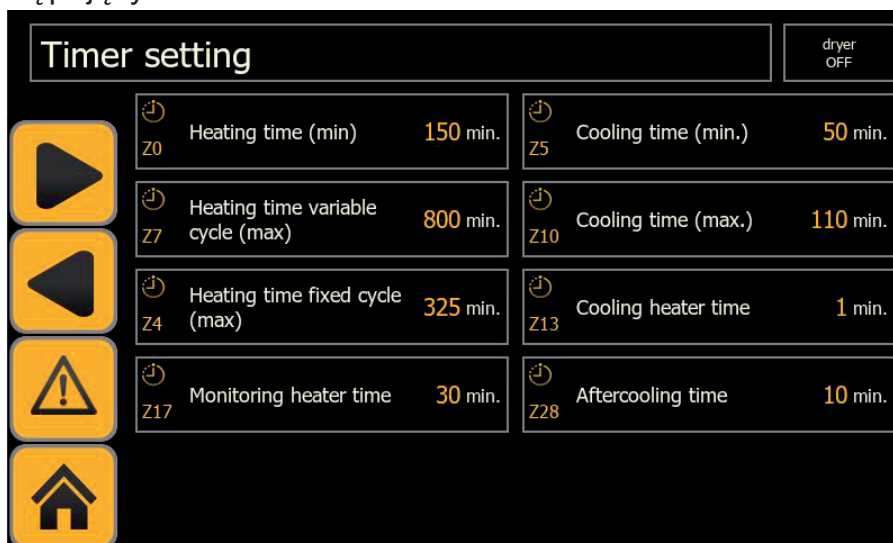 Timer setting
dryer
OFF
Z0
Heating time (min)
150 min.
Z5
Cooling time (min.)
50 min.
Z7
Heating time variable
cycle (max)
800 min.
Z10
Cooling time (max.)
110 min.
Z4
Heating time fixed cycle
(max)
325 min.
Z13
Cooling heater time
1 min.
Z17
Monitoring heater time
30 min.
Z28
Aftercooling time
10 min.